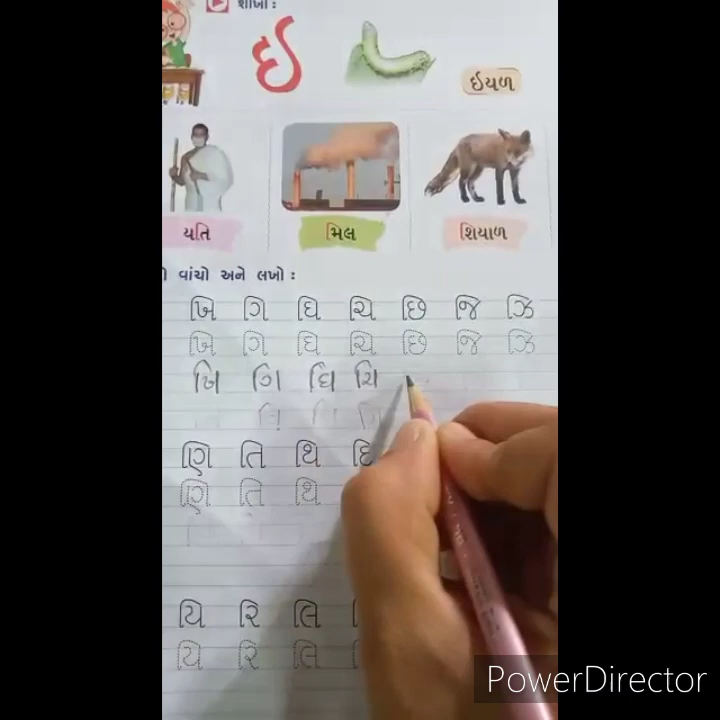 શીખો :
ઈ
ઈયળ
યતિ મિલ શિયાળ
વાંચો અને લખો :
ખિ ગિ ઘિ ચિ છિ જિ ઝિ
ખિ ગિ ઘિ ચિ છિ જિ ઝિ
ખિ ગિ ઘિ ચિ
ણિ તિ થિ દિ
ણિ તિ થિ
યિ રિ લિ
યિ રિ લિ
PowerDirector